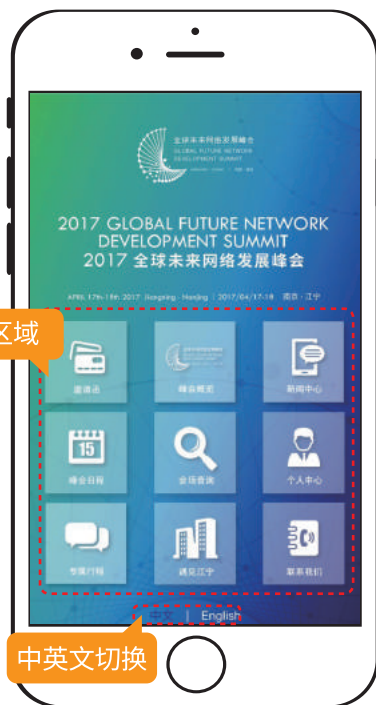 全球未来网络发展峰会
GLOBAL FUTURE NETWORK
DEVELOPMENT SUMMIT
2017 GLOBAL FUTURE NETWORK
DEVELOPMENT SUMMIT
2017 全球未来网络发展峰会
APRIL 17th-18th 2017 Jiangning · Nanjing | 2017/04/17-18 南京·江宁
区域
邀请函
峰会概览
新闻中心
15
峰会日程
会场查询
个人中心
专属行程
遇见江宁
联系我们
中文 | English
中英文切换